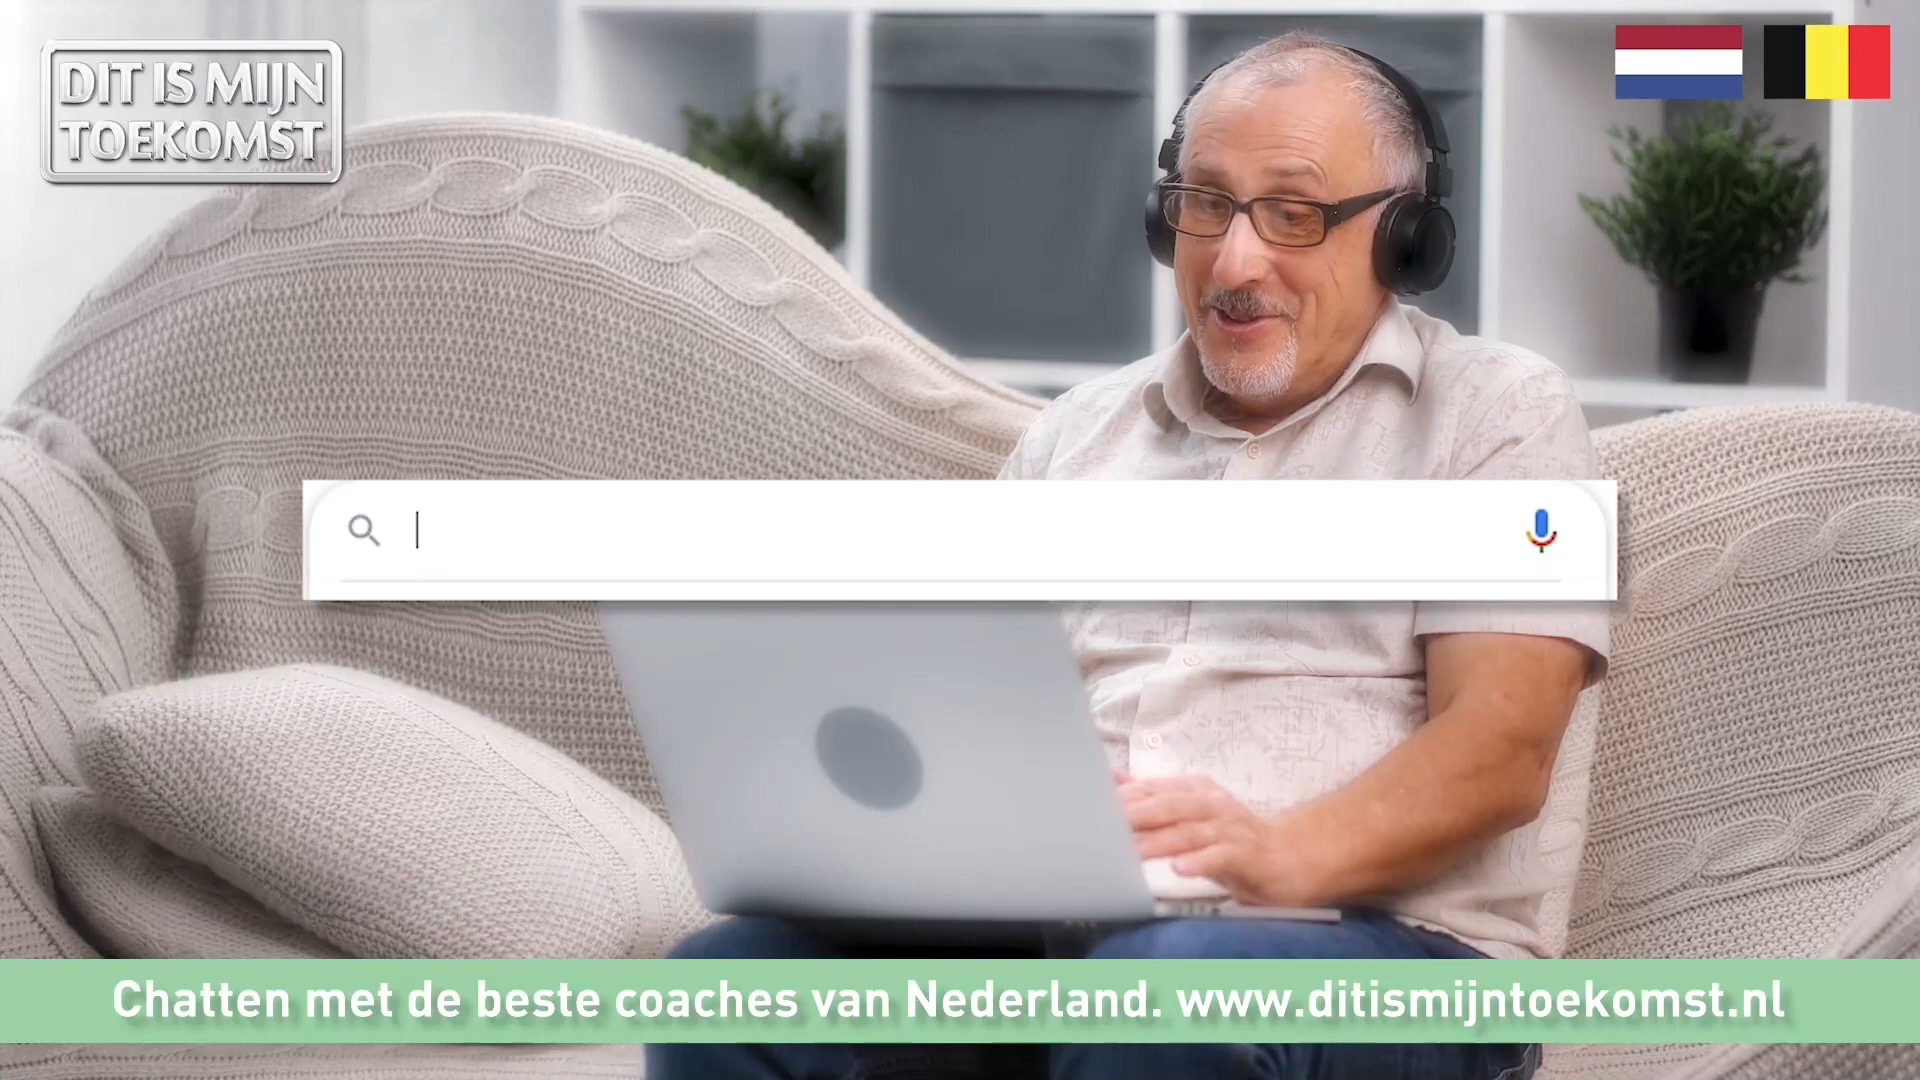 DIT IS MIJN
TOEKOMST
Chatten met de beste coaches van Nederland. www.ditismijntoekomst.nl